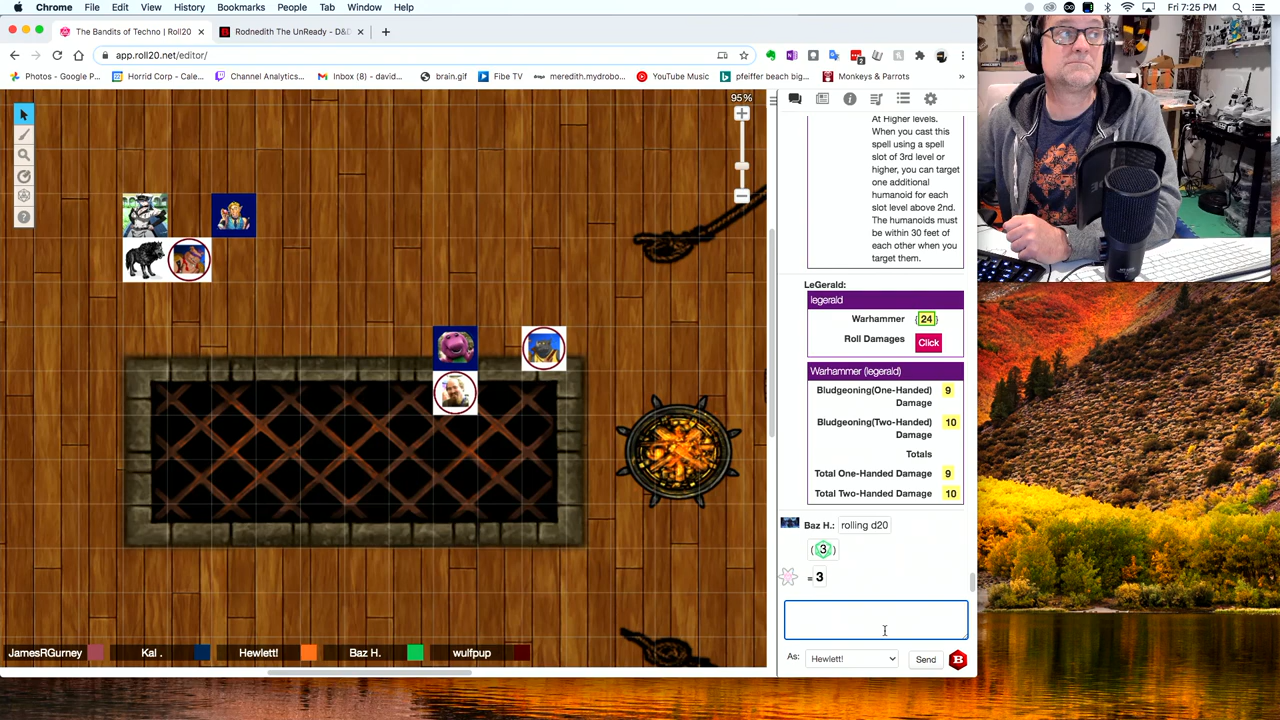 Chrome File Edit View History Bookmarks People Tab Window Help Fri 7:25 PM
The Bandits of Techno | Roll20 Rodnedith The UnReady - D&D
app.roll20.net/editor/
Photos - Google P... Horrid Corp - Cale... Channel Analytics... Inbox (8) - david... brain.gif Fibe TV meredith.mydrobo... YouTube Music pfeiffer beach big... Monkeys & Parrots »
95%
At Higher levels.
When you cast this
spell using a spell
slot of 3rd level or
higher, you can target
one additional
humanoid for each
slot level above 2nd.
The humanoids must
be within 30 feet of
each other when you
target them.
LeGerald:
legerald
Warhammer 24
Roll Damages Click
Warhammer (legerald)
Bludgeoning(One-Handed) 9
Damage
Bludgeoning(Two-Handed) 10
Damage
Totals
Total One-Handed Damage 9
Total Two-Handed Damage 10
Baz H.: rolling d20
(3)
= 3
JamesRGurney Kal . Hewlett! Baz H. wulfpup
As: Hewlett! Send